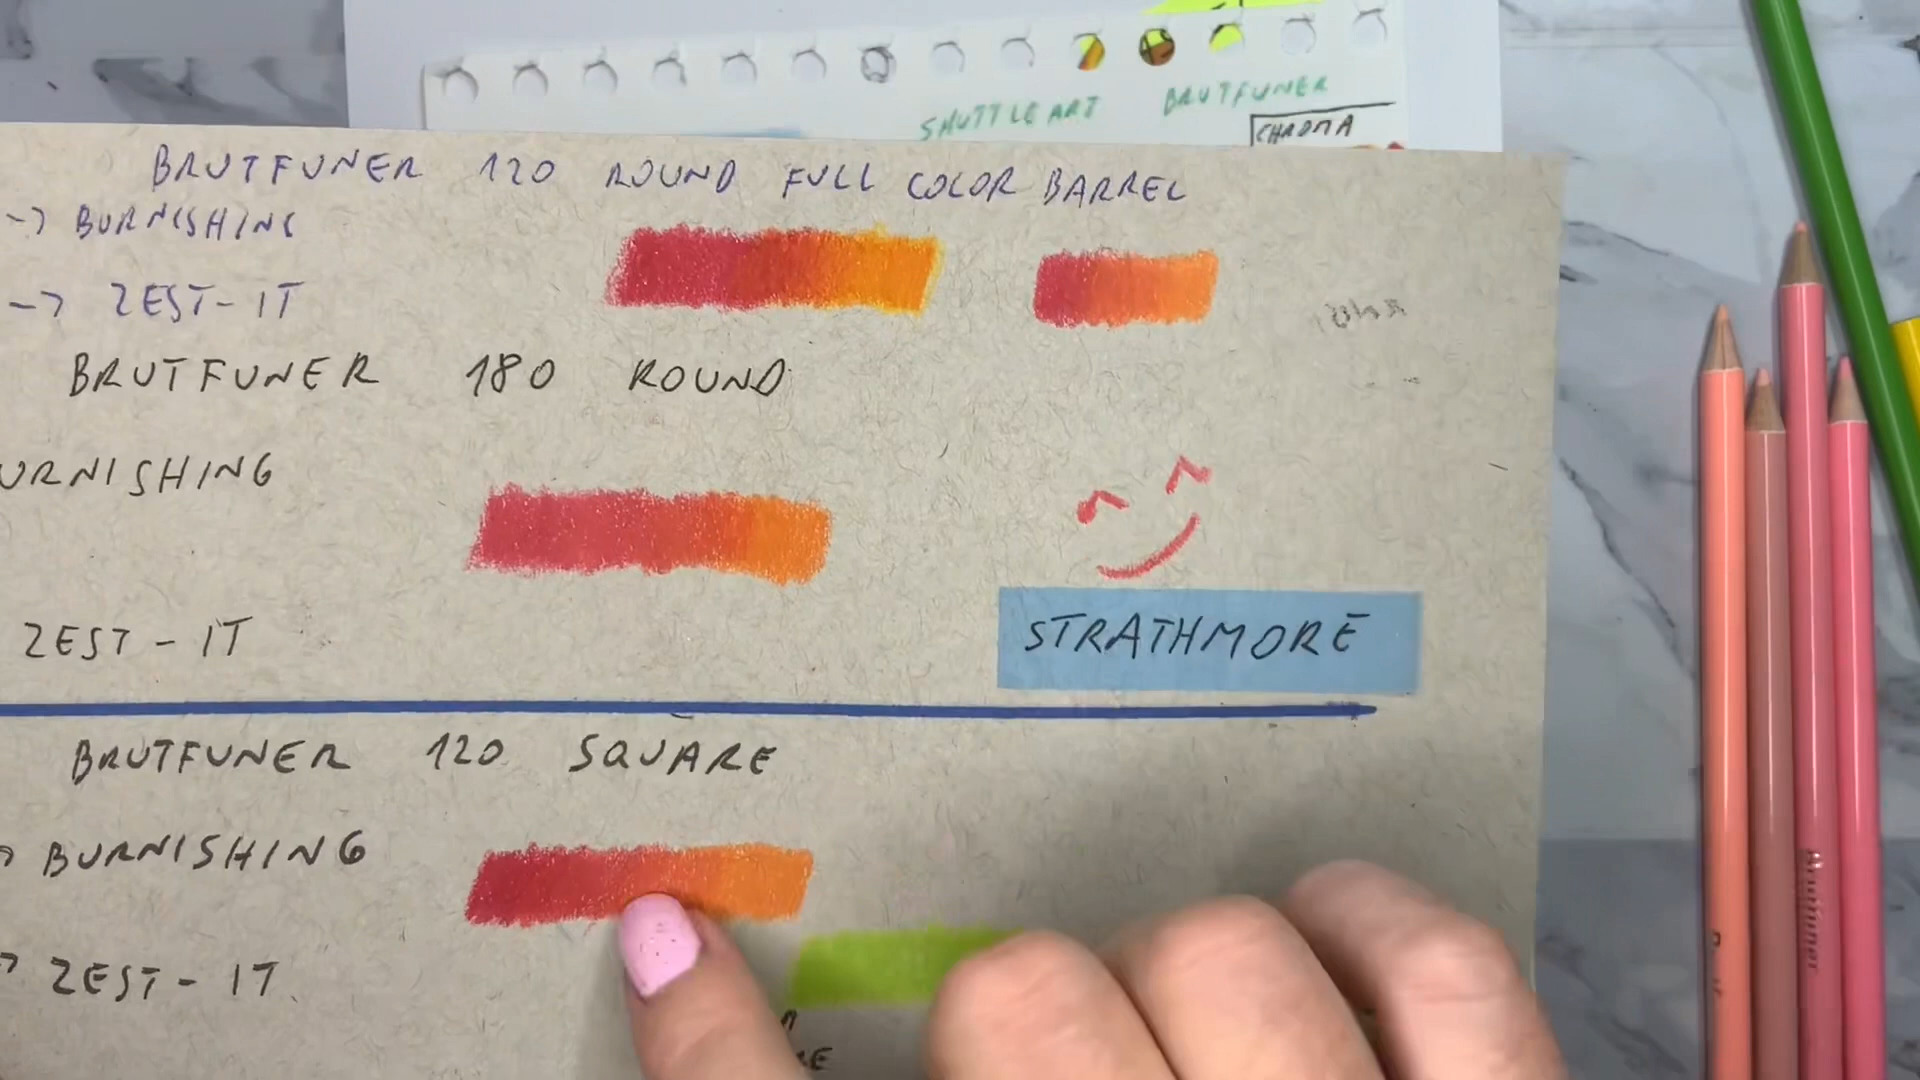 SHUTTLE ART BRUTFUNER
CHROMA
BRUTFUNER 120 ROUND FULL COLOR BARREL
-> BURNISHING
-> ZEST-IT
BRUTFUNER 180 ROUND
URNISHING
ZEST-IT
STRATHMORE
BRUTFUNER 120 SQUARE
BURNISHING
ZEST-IT.
Brutfuner